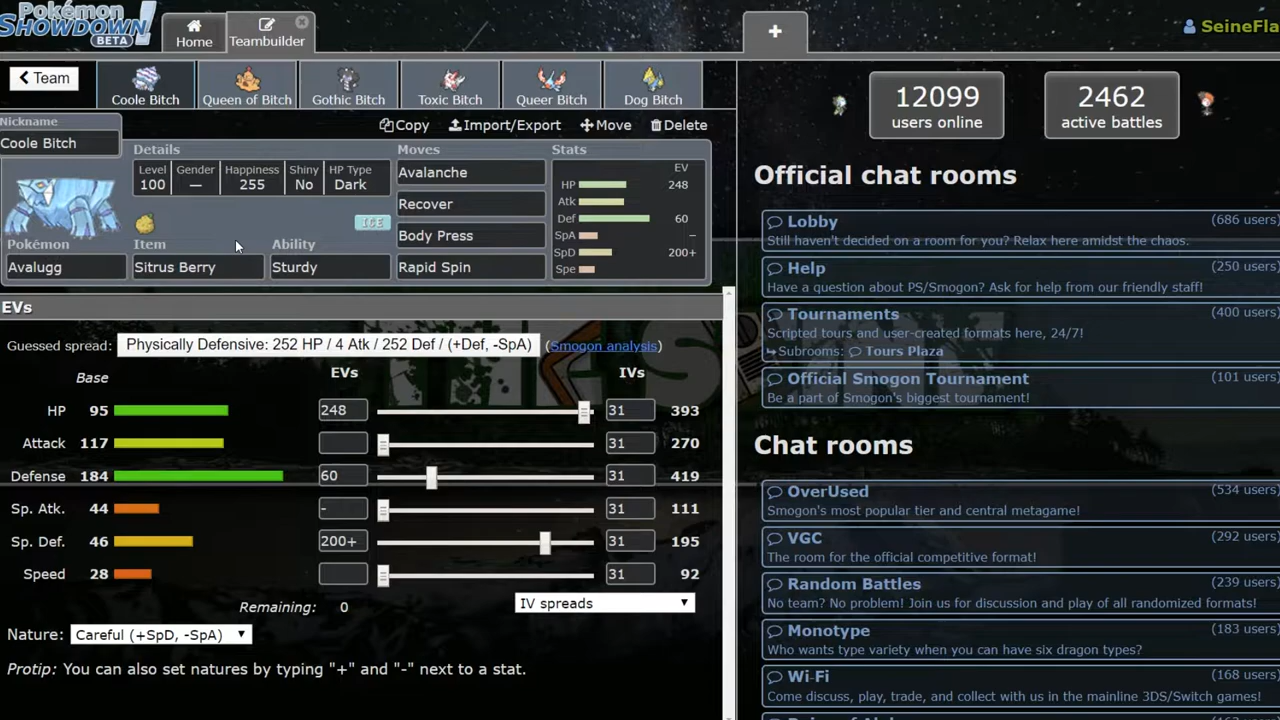 Pokémon
SHOWDOWN!
BETA
Home
Teambuilder
+
SeineFla
Team
Coole Bitch
Queen of Bitch
Gothic Bitch
Toxic Bitch
Queer Bitch
Dog Bitch
12099
users online
2462
active battles
Nickname
Coole Bitch
Copy
Import/Export
Move
Delete
Details
Level
100
Gender
—
Happiness
255
Shiny
No
HP Type
Dark
ICE
Pokémon
Avalugg
Item
Sitrus Berry
Ability
Sturdy
Moves
Avalanche
Recover
Body Press
Rapid Spin
Stats
EV
HP 248
Atk
Def 60
SpA –
SpD 200+
Spe
EVs
Guessed spread: Physically Defensive: 252 HP / 4 Atk / 252 Def / (+Def, -SpA) (Smogon analysis)
Base EVs IVs
HP 95 248 31 393
Attack 117 31 270
Defense 184 60 31 419
Sp. Atk. 44 - 31 111
Sp. Def. 46 200+ 31 195
Speed 28 31 92
Remaining: 0
IV spreads
Nature: Careful (+SpD, -SpA)
Protip: You can also set natures by typing "+" and "-" next to a stat.
Official chat rooms
Lobby (686 users)
Still haven't decided on a room for you? Relax here amidst the chaos.
Help (250 users)
Have a question about PS/Smogon? Ask for help from our friendly staff!
Tournaments (400 users)
Scripted tours and user-created formats here, 24/7!
Subrooms: Tours Plaza
Official Smogon Tournament (101 users)
Be a part of Smogon's biggest tournament!
Chat rooms
OverUsed (534 users)
Smogon's most popular tier and central metagame!
VGC (292 users)
The room for the official competitive format!
Random Battles (239 users)
No team? No problem! Join us for discussion and play of all randomized formats!
Monotype (183 users)
Who wants type variety when you can have six dragon types?
Wi-Fi (168 users)
Come discuss, play, trade, and collect with us in the mainline 3DS/Switch games!